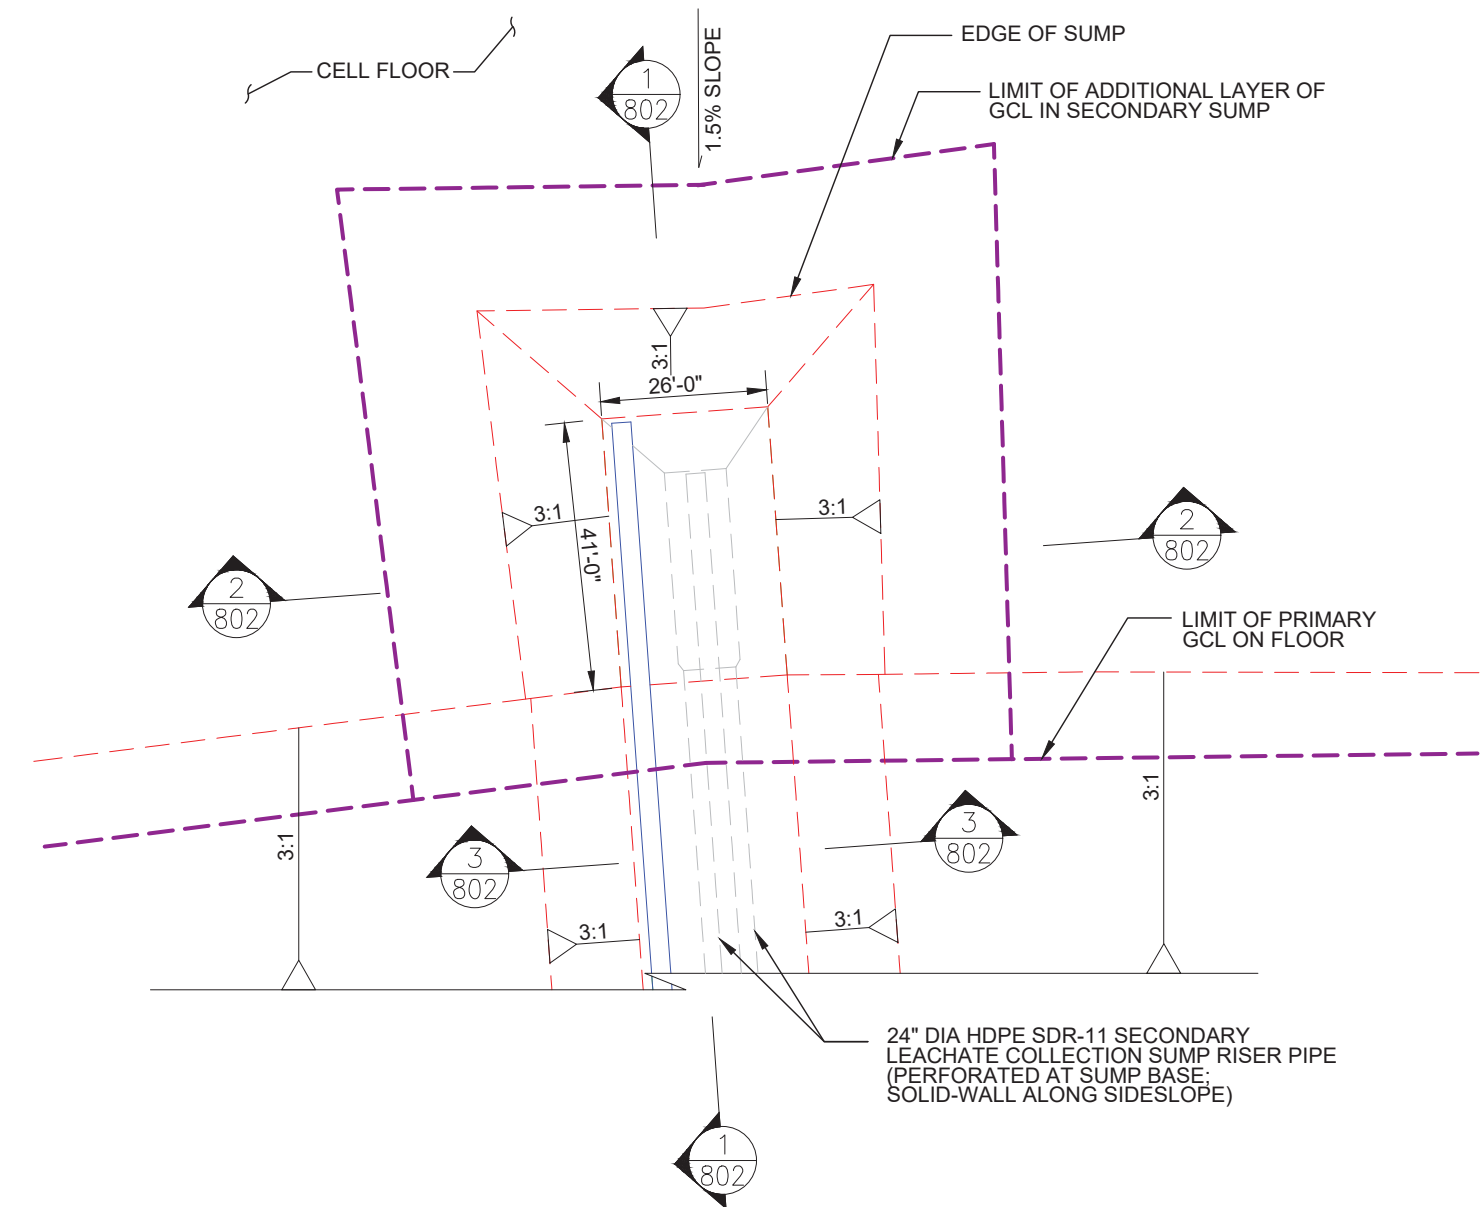 EDGE OF SUMP
CELL FLOOR
1.5% SLOPE
1
802
LIMIT OF ADDITIONAL LAYER OF
GCL IN SECONDARY SUMP
3:1
26'-0"
3:1
41'-0"
3:1
2
802
2
802
LIMIT OF PRIMARY
GCL ON FLOOR
3:1
3:1
3
802
3
802
3:1
3:1
24" DIA HDPE SDR-11 SECONDARY
LEACHATE COLLECTION SUMP RISER PIPE
(PERFORATED AT SUMP BASE;
SOLID-WALL ALONG SIDESLOPE)
1
802